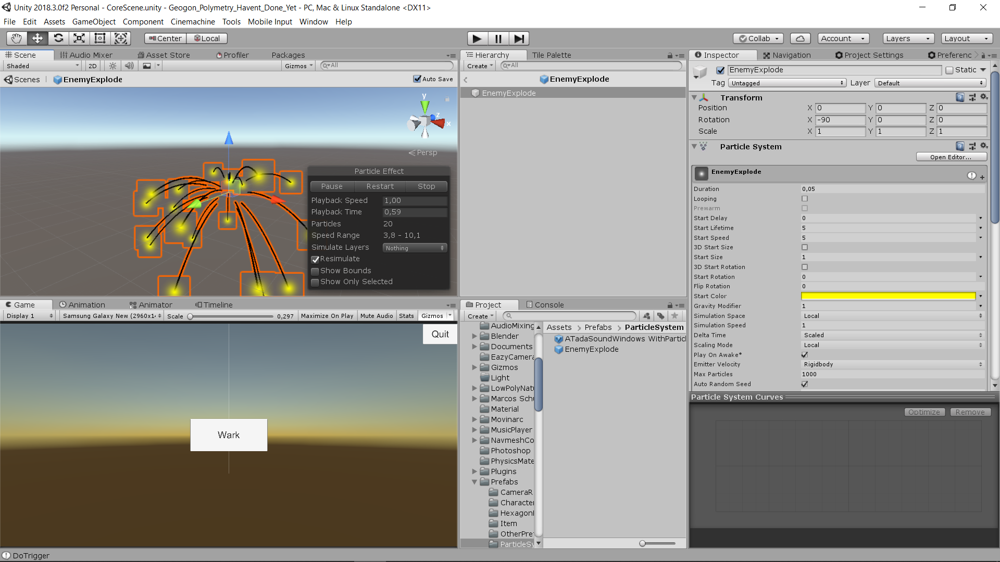 Unity 2018.3.0f2 Personal - CoreScene.unity - Geogon_Polymetry_Havent_Done_Yet - PC, Mac & Linux Standalone <DX11>
File Edit Assets GameObject Component Cinemachine Tools Mobile Input Window Help
Center Local Collab Account Layers Layout
Scene Audio Mixer Asset Store Profiler Packages
Shaded 2D Gizmos All
Scenes EnemyExplode Auto Save
y z x
Persp
Particle Effect
Pause Restart Stop
Playback Speed 1,00
Playback Time 0,59
Particles 20
Speed Range 3,8 - 10,1
Simulate Layers Nothing
Resimulate
Show Bounds
Show Only Selected
Hierarchy Tile Palette
Create All
EnemyExplode
EnemyExplode
Inspector Navigation Project Settings Preferenc
EnemyExplode Static
Tag Untagged Layer Default
Transform
Position X 0 Y 0 Z 0
Rotation X -90 Y 0 Z 0
Scale X 1 Y 1 Z 1
Particle System
Open Editor...
EnemyExplode
Duration 0,05
Looping
Prewarm
Start Delay 0
Start Lifetime 5
Start Speed 5
3D Start Size
Start Size 1
3D Start Rotation
Start Rotation 0
Flip Rotation 0
Start Color
Gravity Modifier 1
Simulation Space Local
Simulation Speed 1
Delta Time Scaled
Scaling Mode Local
Play On Awake*
Emitter Velocity Rigidbody
Max Particles 1000
Auto Random Seed
Particle System Curves
Optimize Remove
Game Animation Animator Timeline
Display 1 Samsung Galaxy New (2960x14 Scale 0,297 Maximize On Play Mute Audio Stats Gizmos
Quit
Wark
Project Console
Create
AudioMixing
Blender
Documents
EazyCamera
Gizmos
Light
LowPolyNatu
Marcos Schu
Material
Movinarc
MusicPlayer
NavmeshCo
Photoshop
PhysicsMate
Plugins
Prefabs
CameraR
Character
Hexagon
Item
OtherPref
ParticleSy
Assets Prefabs ParticleSystem
ATadaSoundWindows WithPartic
EnemyExplode
DoTrigger